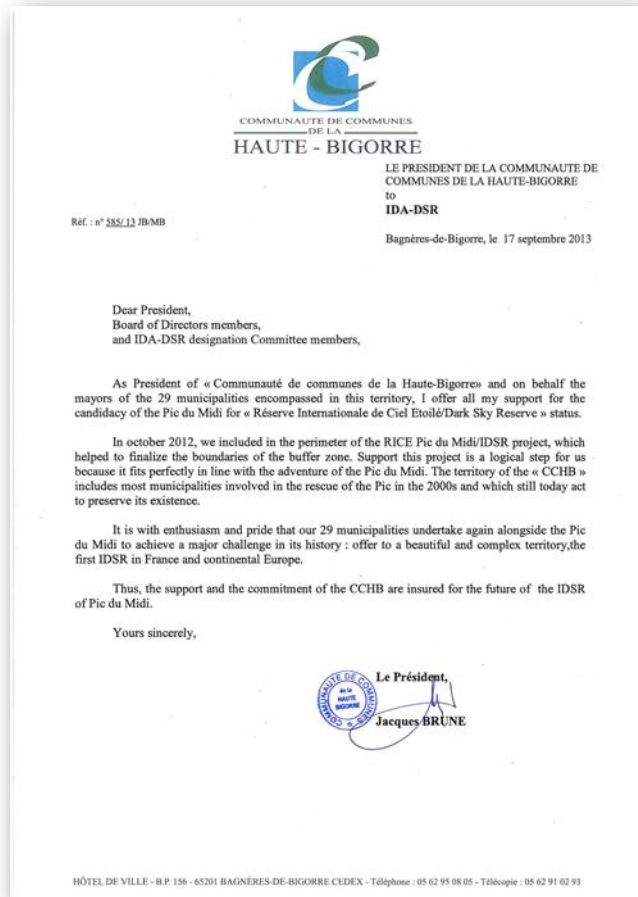 COMMUNAUTE DE COMMUNES
DE LA
HAUTE - BIGORRE
LE PRESIDENT DE LA COMMUNAUTE DE
COMMUNES DE LA HAUTE-BIGORRE
to
IDA-DSR
Réf. : n° 585/ 13 JB/MB
Bagnères-de-Bigorre, le 17 septembre 2013
Dear President,
Board of Directors members,
and IDA-DSR designation Committee members,
As President of « Communauté de communes de la Haute-Bigorre» and on behalf the
mayors of the 29 municipalities encompassed in this territory, I offer all my support for the
candidacy of the Pic du Midi for « Réserve Internationale de Ciel Etoilé/Dark Sky Reserve » status.
In october 2012, we included in the perimeter of the RICE Pic du Midi/IDSR project, which
helped to finalize the boundaries of the buffer zone. Support this project is a logical step for us
because it fits perfectly in line with the adventure of the Pic du Midi. The territory of the « CCHB »
includes most municipalities involved in the rescue of the Pic in the 2000s and which still today act
to preserve its existence.
It is with enthusiasm and pride that our 29 municipalities undertake again alongside the Pic
du Midi to achieve a major challenge in its history : offer to a beautiful and complex territory,the
first IDSR in France and continental Europe.
Thus, the support and the commitment of the CCHB are insured for the future of the IDSR
of Pic du Midi.
Yours sincerely,
Le Président,
COMMUNAUTÉ DE COMMUNES
de la
HAUTE
BIGORRE
Jacques BRUNE
HÔTEL DE VILLE - B.P. 156 - 65201 BAGNÈRES-DE-BIGORRE CEDEX - Téléphone : 05 62 95 08 05 - Télécopie : 05 62 91 02 93